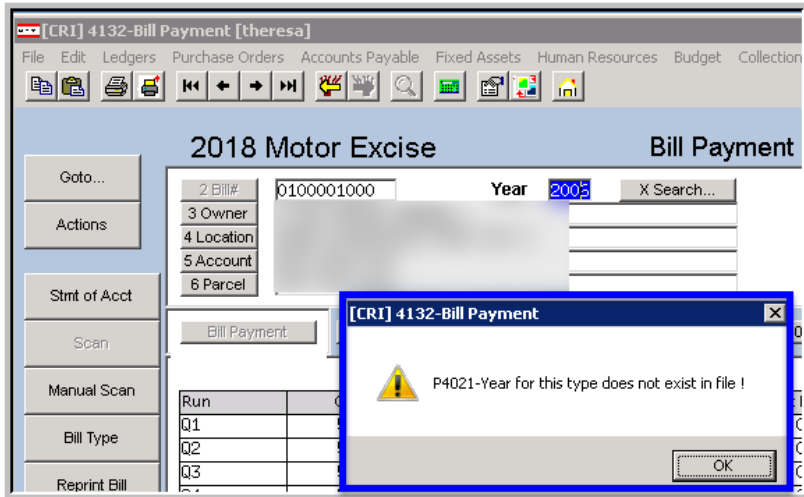 [CRI] 4132-Bill Payment [theresa]
File Edit Ledgers Purchase Orders Accounts Payable Fixed Assets Human Resources Budget Collection
2018 Motor Excise Bill Payment
Goto...
2 Bill# 0100001000 Year 2005 X Search...
3 Owner
Actions
4 Location
5 Account
6 Parcel
Stmt of Acct
[CRI] 4132-Bill Payment
Bill Payment
Scan
P4021-Year for this type does not exist in file !
Manual Scan
Run
Q1
Bill Type
Q2
OK
Q3
Reprint Bill